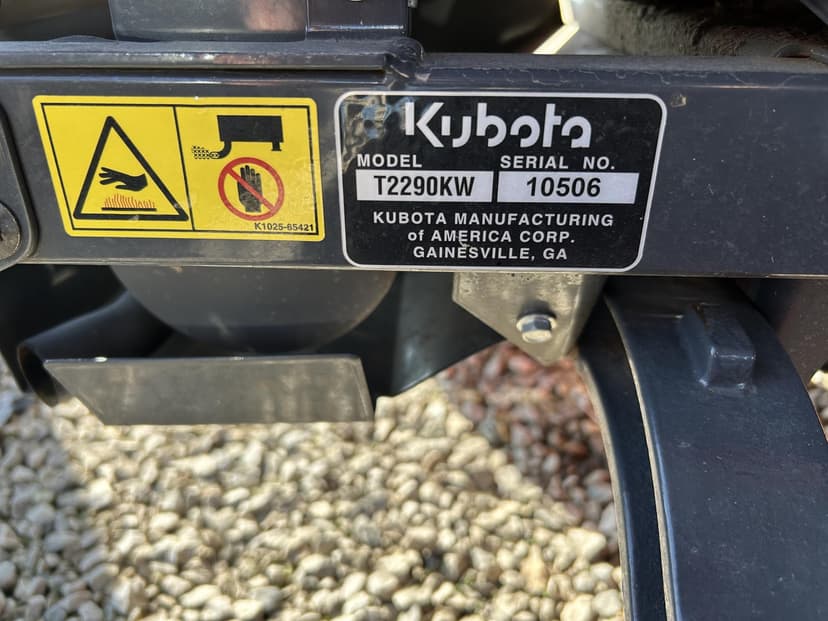 Kubota
MODEL SERIAL NO.
T2290KW 10506
KUBOTA MANUFACTURING
of AMERICA CORP.
GAINESVILLE, GA
K1025-65421